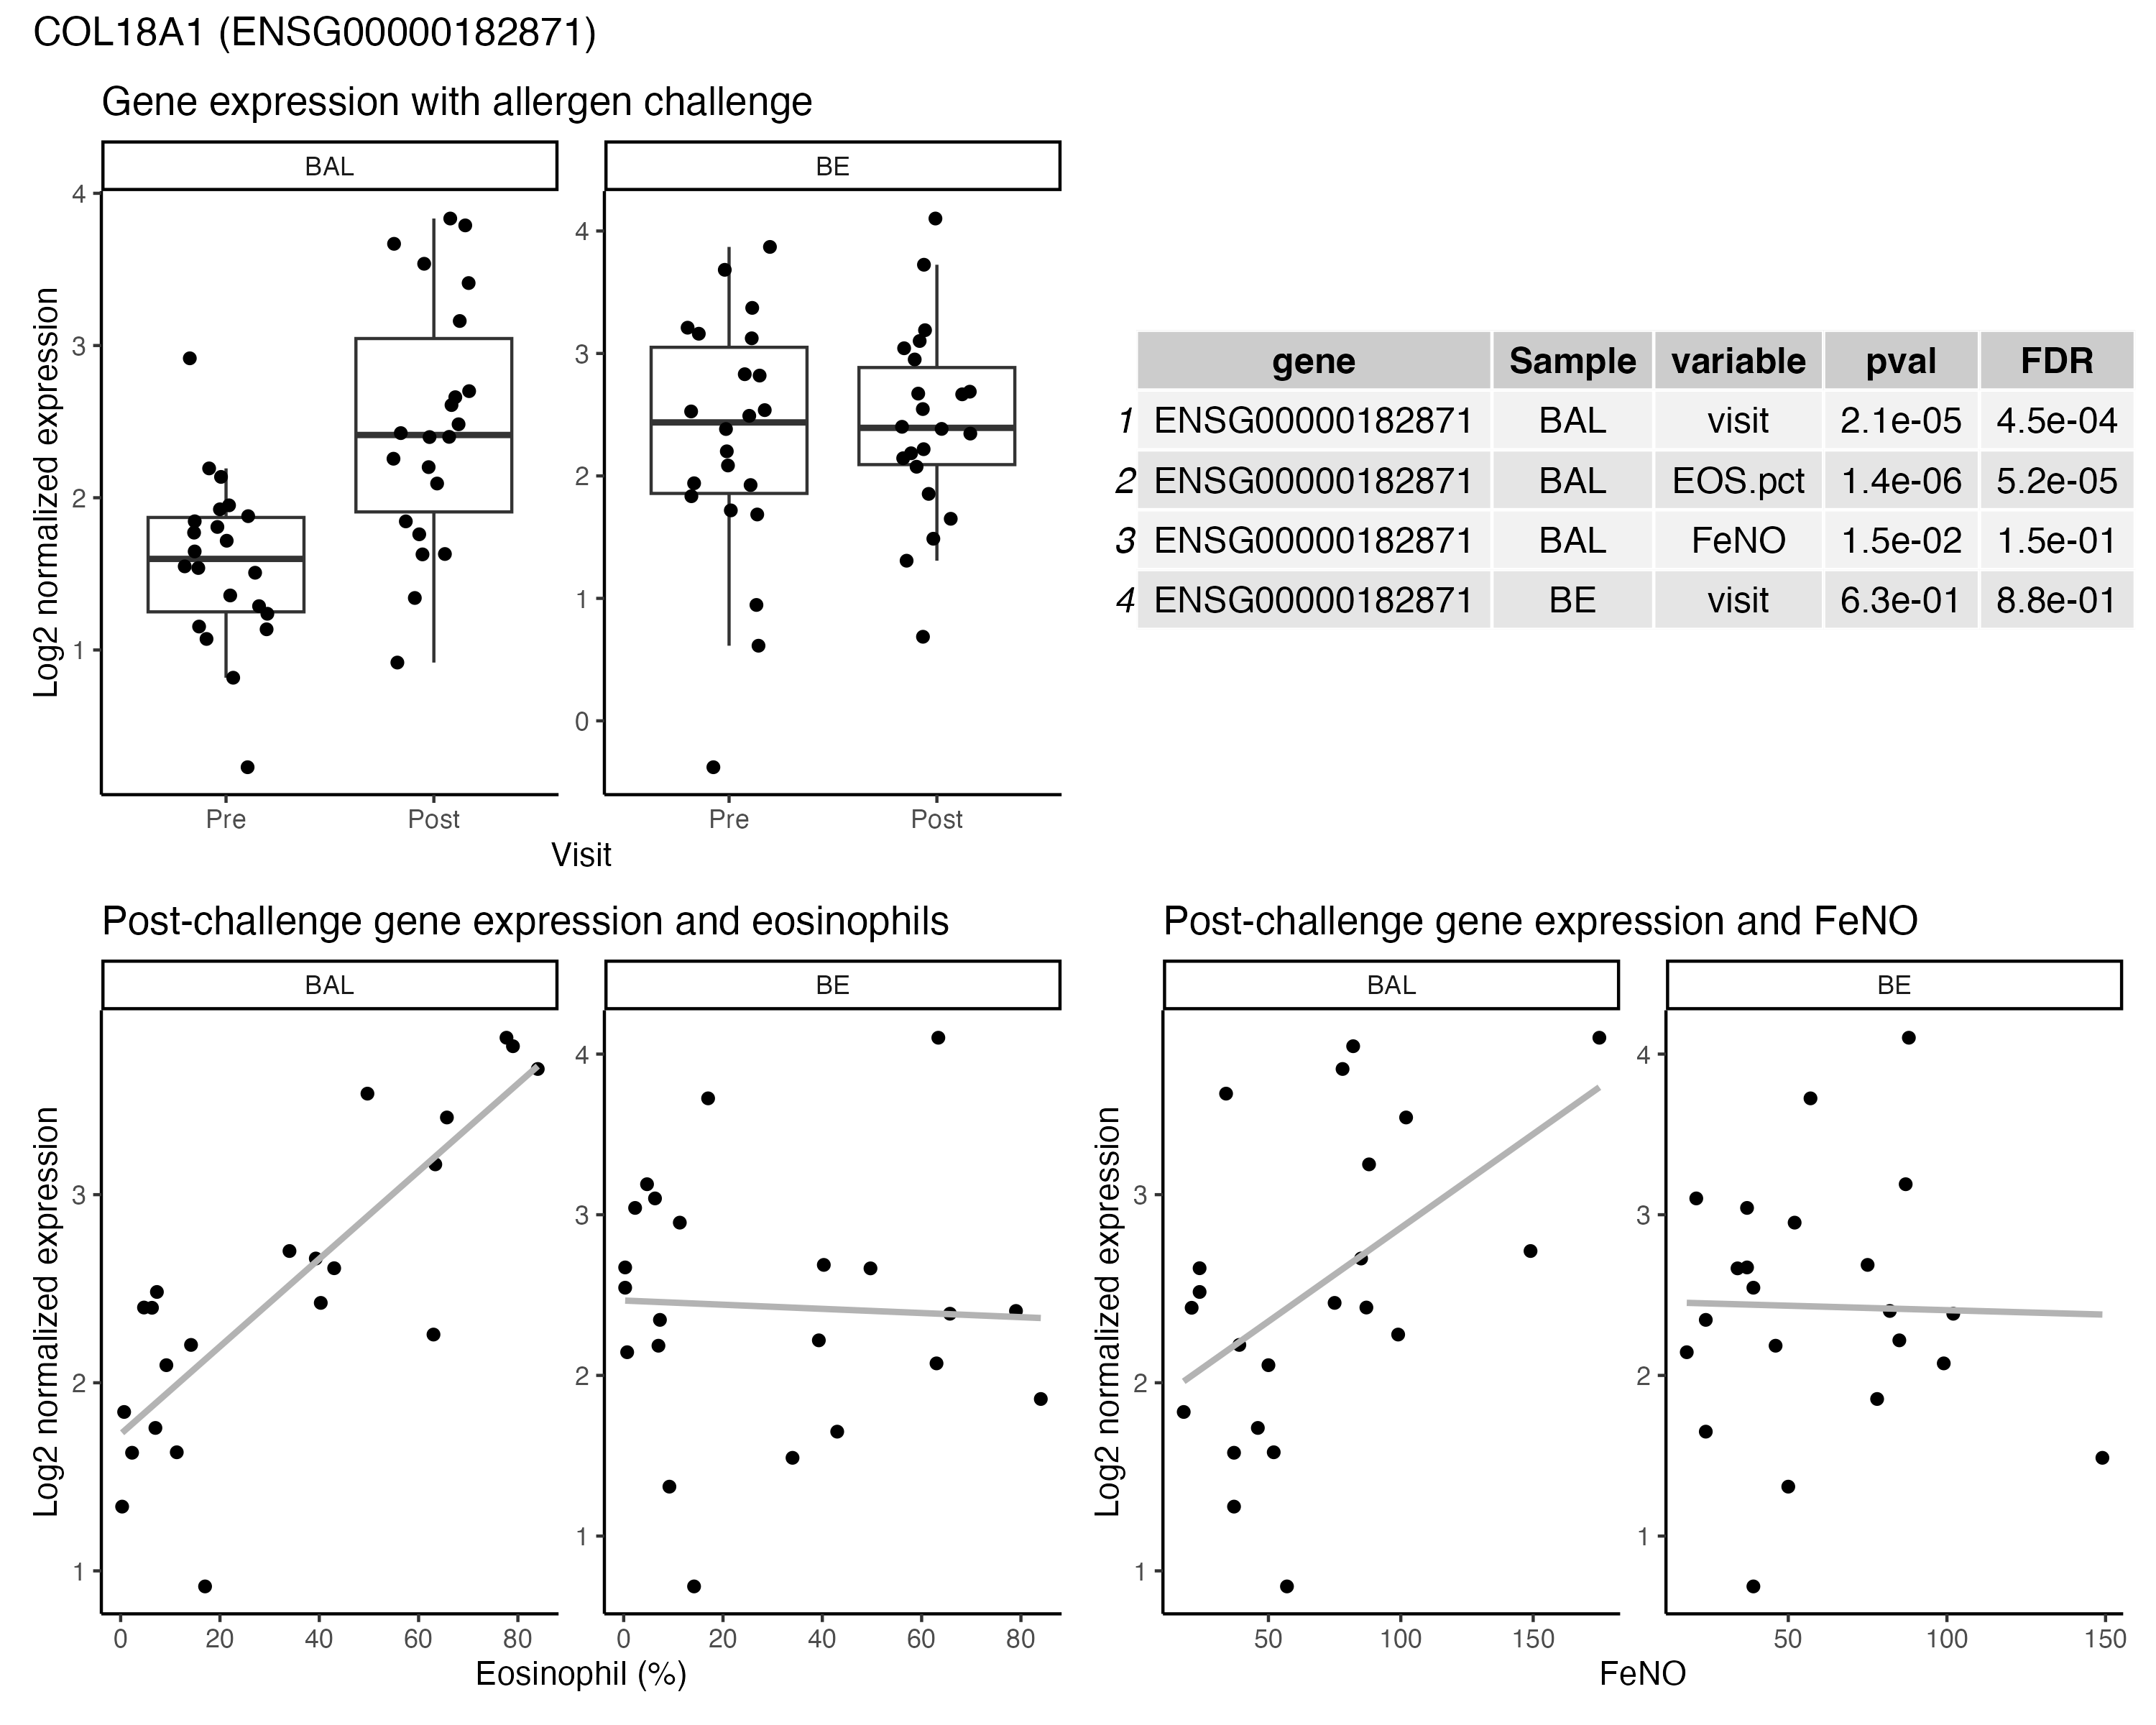 COL18A1 (ENSG00000182871)
Gene expression with allergen challenge
BAL
BE
Log2 normalized expression
4
3
2
1
4
3
2
1
0
Pre
Post
Pre
Post
Visit
gene Sample variable pval FDR
1 ENSG00000182871 BAL visit 2.1e-05 4.5e-04
2 ENSG00000182871 BAL EOS.pct 1.4e-06 5.2e-05
3 ENSG00000182871 BAL FeNO 1.5e-02 1.5e-01
4 ENSG00000182871 BE visit 6.3e-01 8.8e-01
Post-challenge gene expression and eosinophils
BAL
BE
Log2 normalized expression
3
2
1
4
3
2
1
0 20 40 60 80
0 20 40 60 80
Eosinophil (%)
Post-challenge gene expression and FeNO
BAL
BE
Log2 normalized expression
3
2
1
4
3
2
1
50 100 150
50 100 150
FeNO